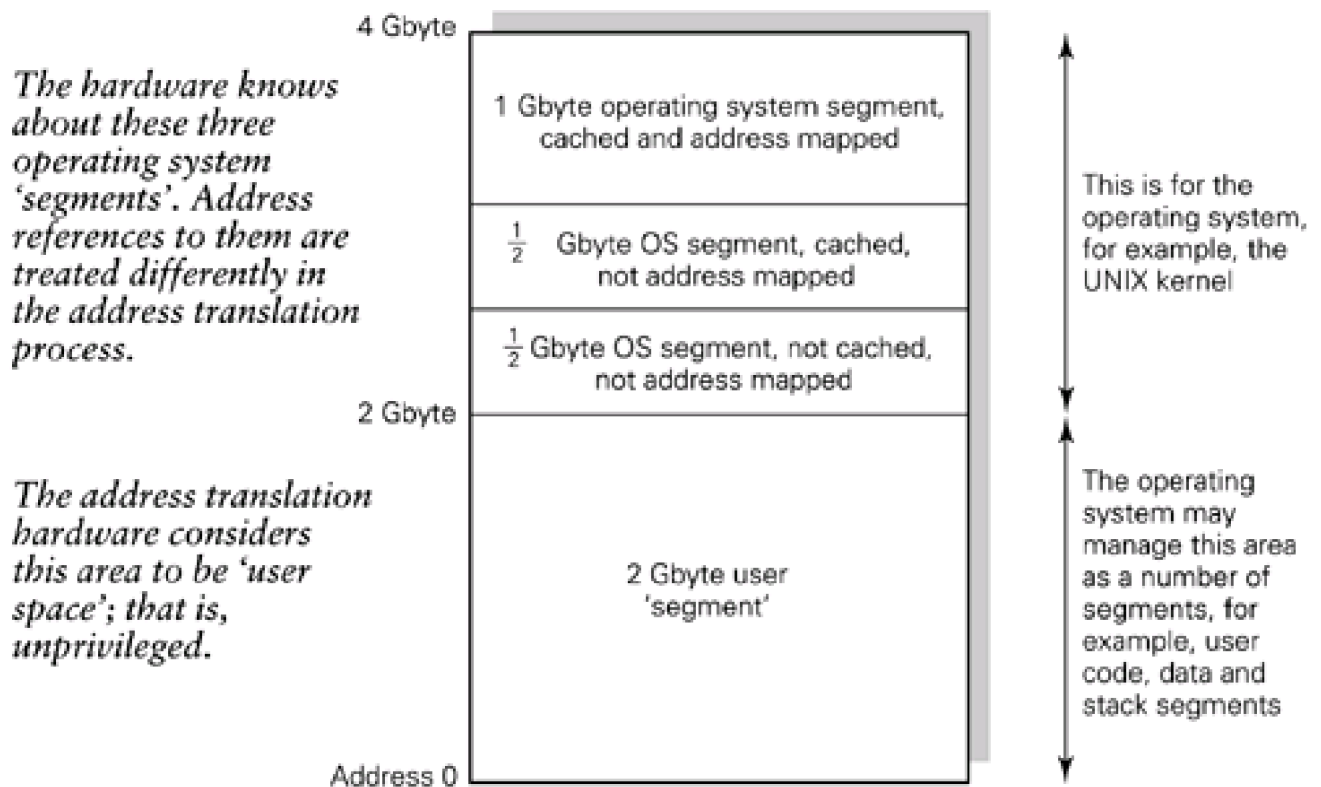 4 Gbyte
The hardware knows
about these three
operating system
‘segments’. Address
references to them are
treated differently in
the address translation
process.
1 Gbyte operating system segment,
cached and address mapped
1/2 Gbyte OS segment, cached,
not address mapped
1/2 Gbyte OS segment, not cached,
not address mapped
This is for the
operating system,
for example, the
UNIX kernel
2 Gbyte
The address translation
hardware considers
this area to be ‘user
space’; that is,
unprivileged.
2 Gbyte user
‘segment’
The operating
system may
manage this area
as a number of
segments, for
example, user
code, data and
stack segments
Address 0